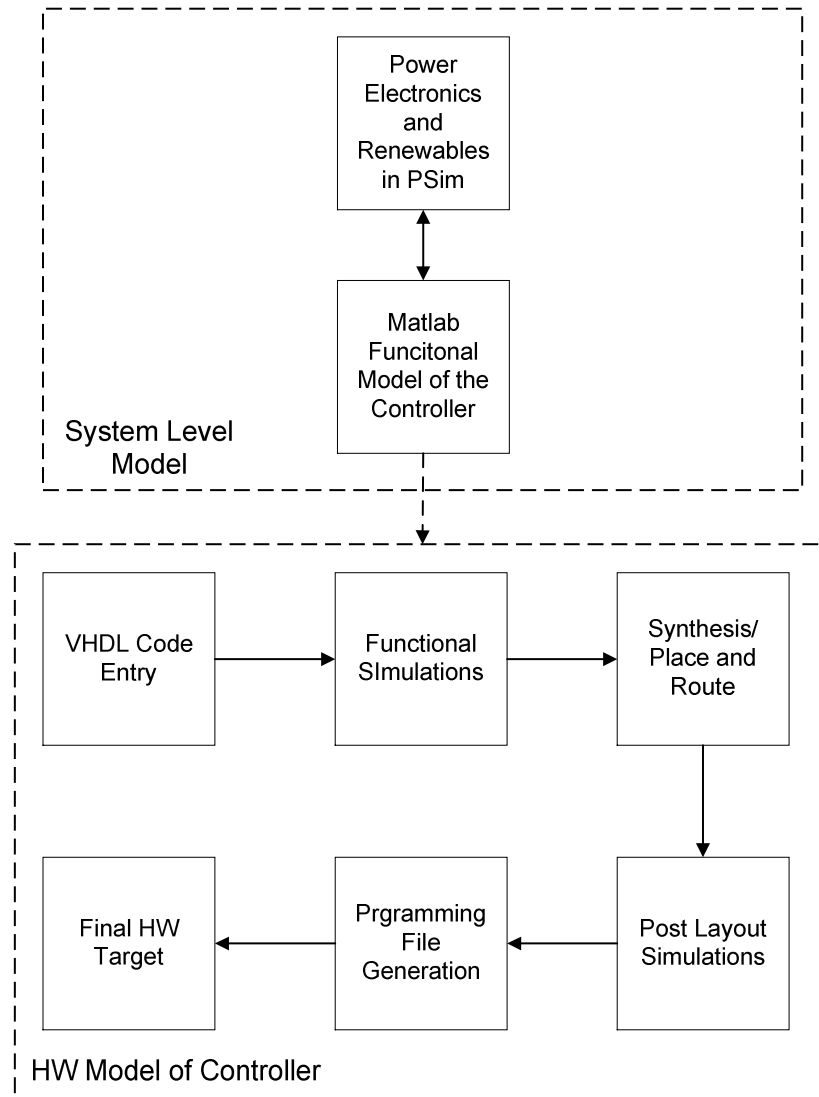 Power
Electronics
and
Renewables
in PSim
Matlab
Funcitonal
Model of the
Controller
System Level
Model
VHDL Code
Entry
Functional
SImulations
Synthesis/
Place and
Route
Final HW
Target
Prgramming
File
Generation
Post Layout
Simulations
HW Model of Controller